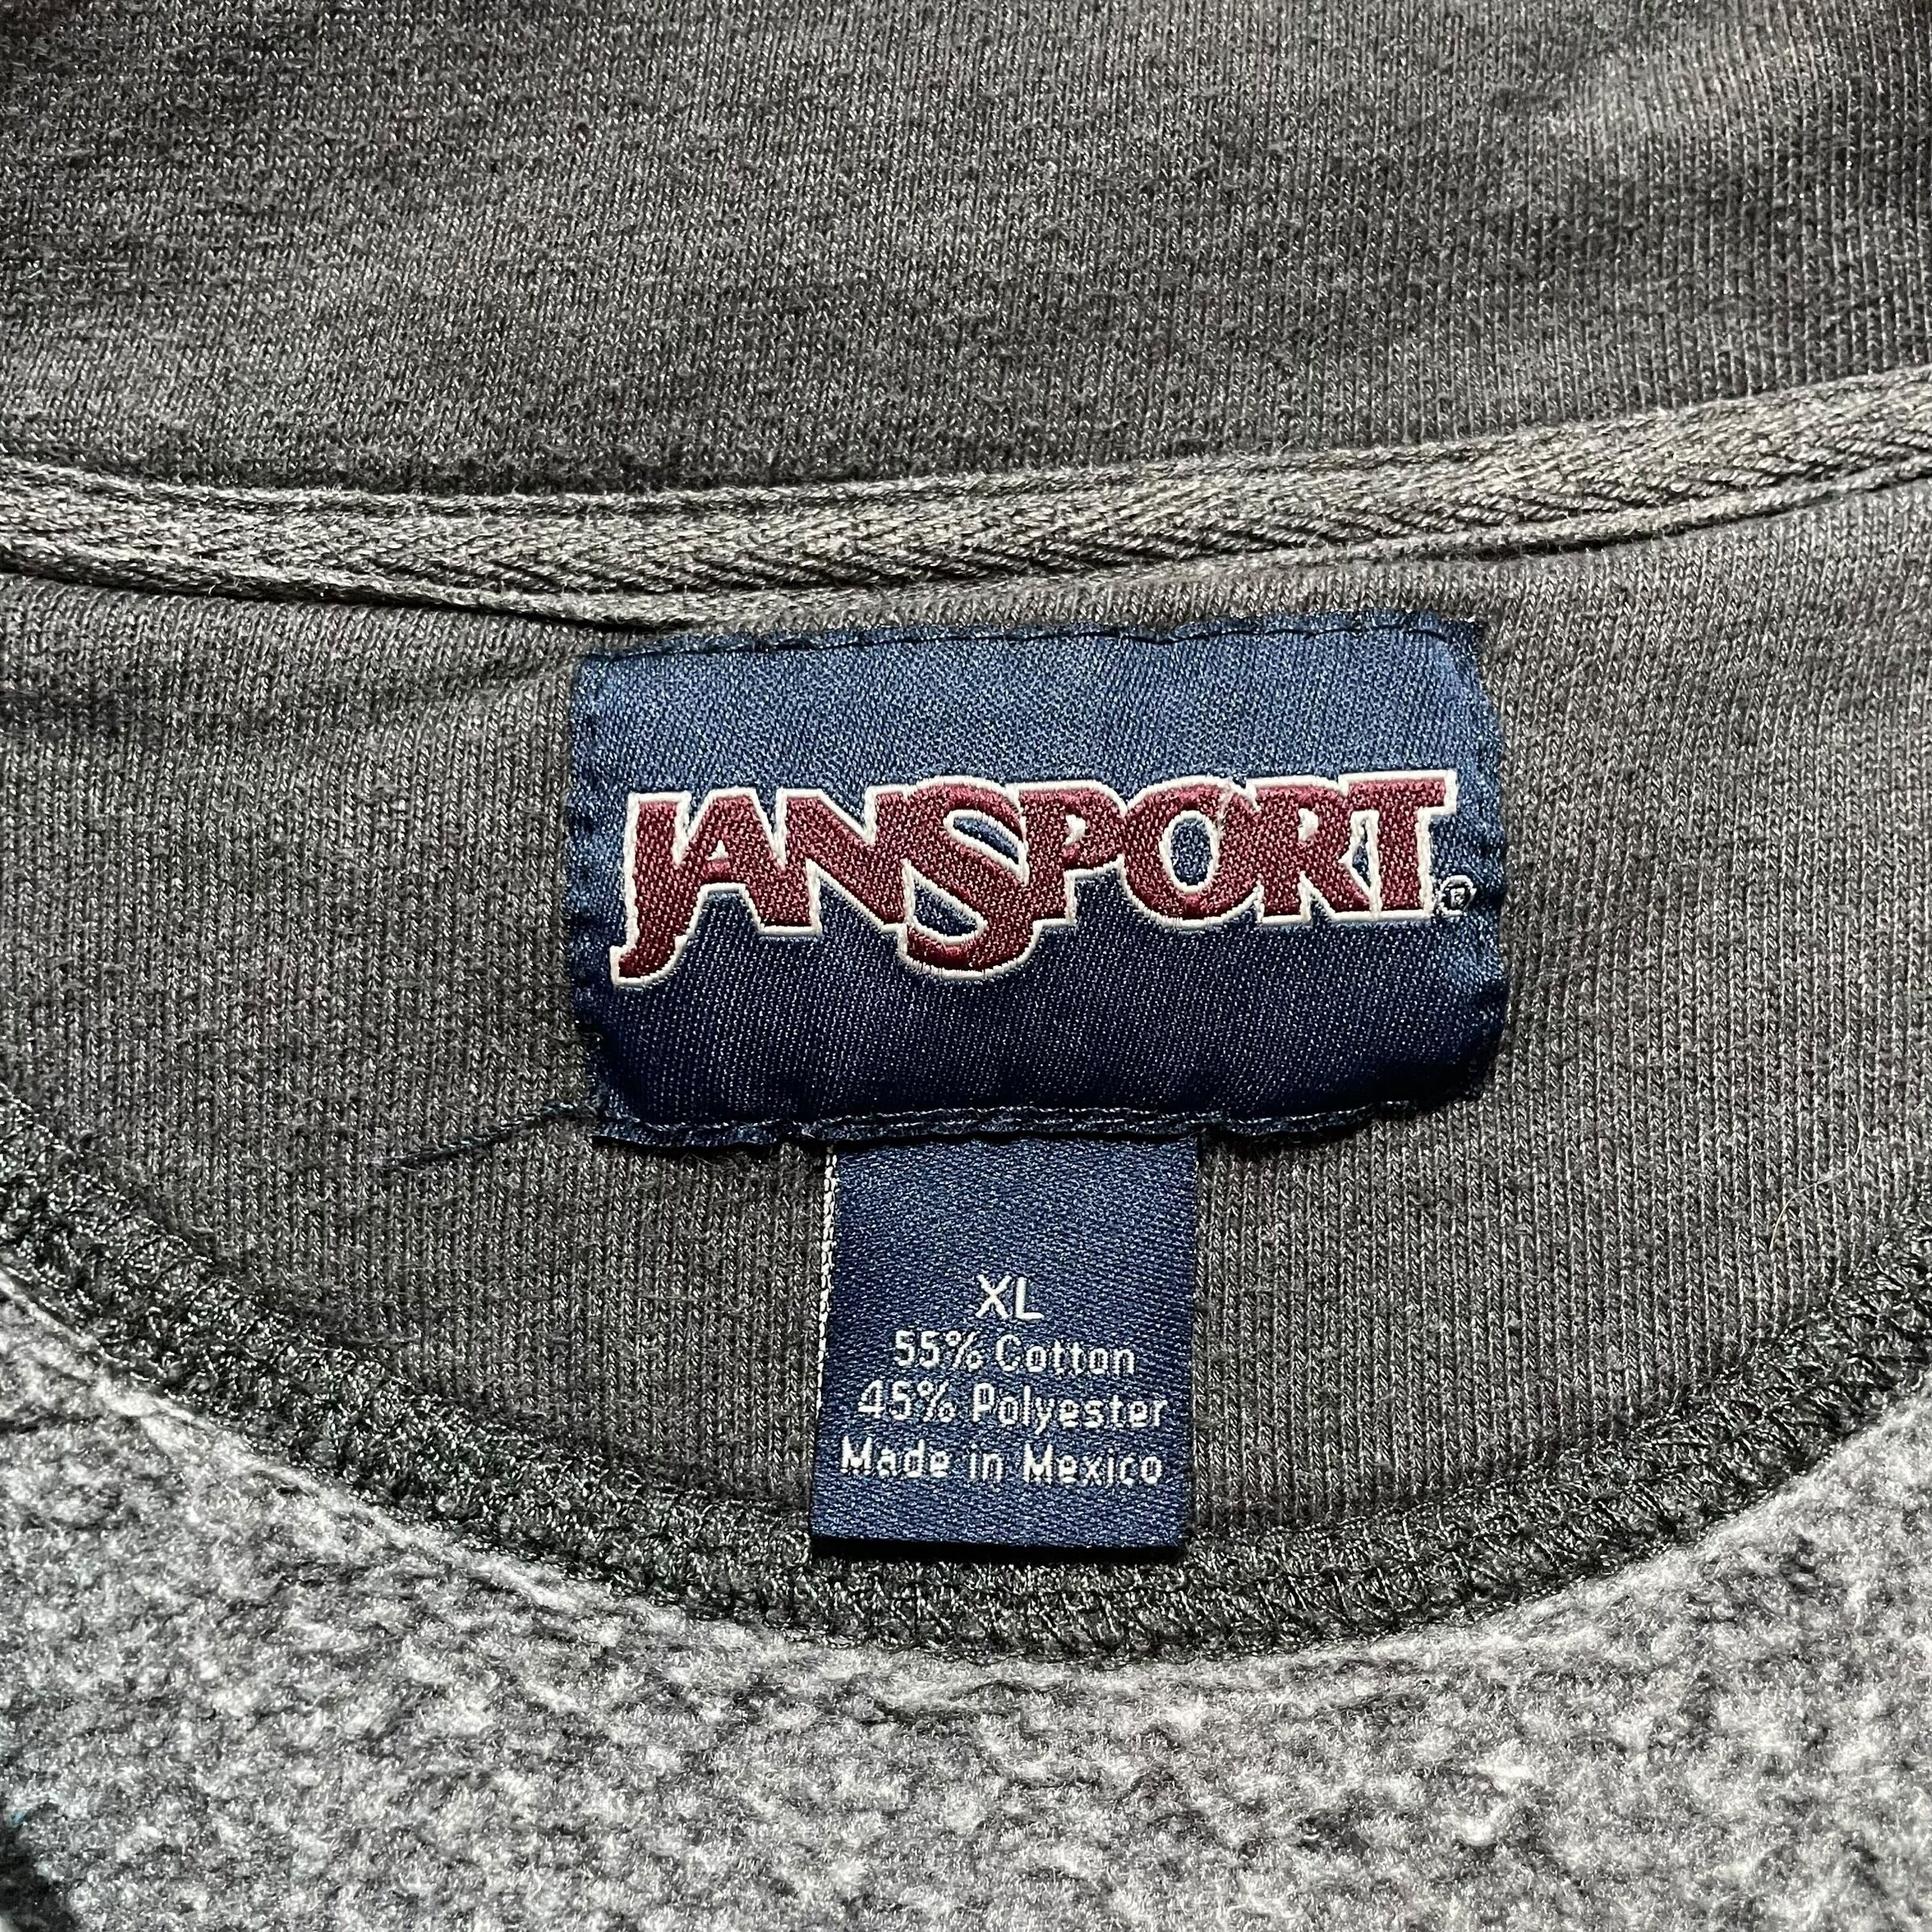 JANSPORT®
XL
55% Cotton
45% Polyester
Made in Mexico